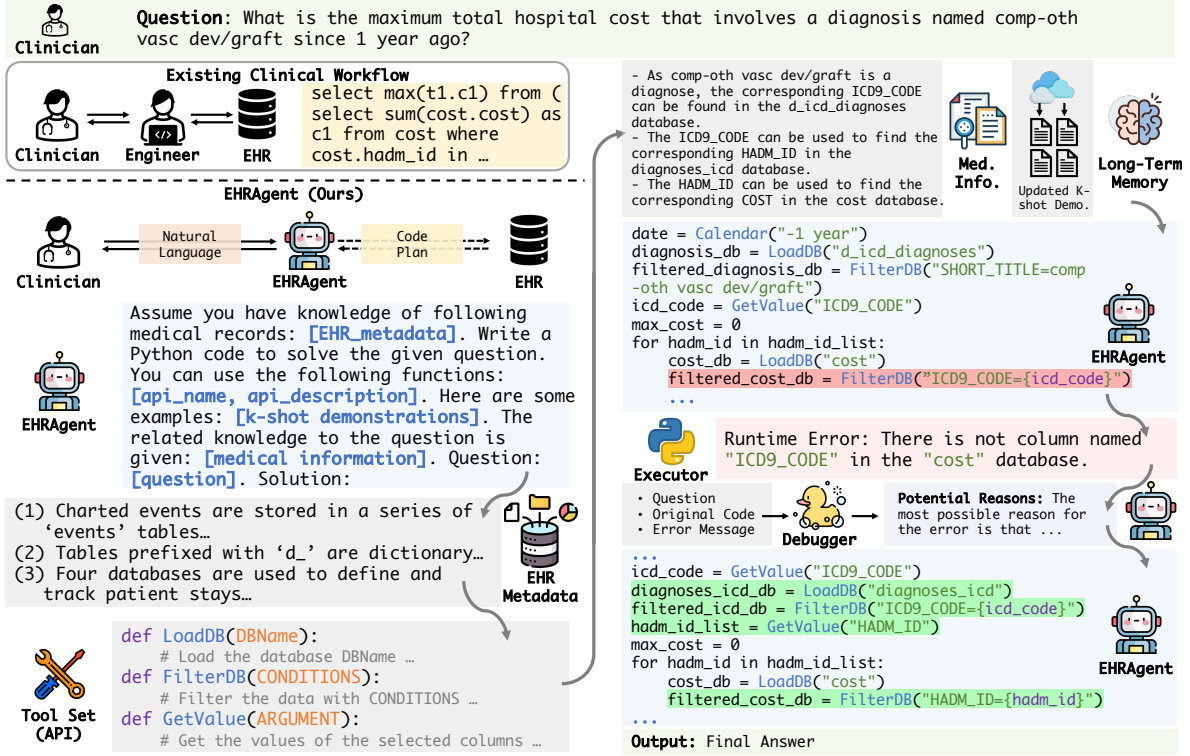 Question: What is the maximum total hospital cost that involves a diagnosis named comp-oth
vasc dev/graft since 1 year ago?
Clinician
Existing Clinical Workflow
Clinician
Engineer
EHR
select max(t1.c1) from (
select sum(cost.cost) as
c1 from cost where
cost.hadm_id in …
EHRAgent (Ours)
Clinician
Natural
Language
EHRAgent
Code
Plan
EHR
EHRAgent
Assume you have knowledge of following
medical records: [EHR_metadata]. Write a
Python code to solve the given question.
You can use the following functions:
[api_name, api_description]. Here are some
examples: [k-shot demonstrations]. The
related knowledge to the question is
given: [medical information]. Question:
[question]. Solution:
(1) Charted events are stored in a series of
‘events’ tables…
(2) Tables prefixed with ‘d_’ are dictionary…
(3) Four databases are used to define and
track patient stays…
EHR
Metadata
Tool Set
(API)
def LoadDB(DBName):
# Load the database DBName …
def FilterDB(CONDITIONS):
# Filter the data with CONDITIONS …
def GetValue(ARGUMENT):
# Get the values of the selected columns …
- As comp-oth vasc dev/graft is a
diagnose, the corresponding ICD9_CODE
can be found in the d_icd_diagnoses
database.
- The ICD9_CODE can be used to find the
corresponding HADM_ID in the
diagnoses_icd database.
- The HADM_ID can be used to find the
corresponding COST in the cost database.
Med.
Info.
Updated K-
shot Demo.
Long-Term
Memory
date = Calendar("-1 year")
diagnosis_db = LoadDB("d_icd_diagnoses")
filtered_diagnosis_db = FilterDB("SHORT_TITLE=comp
-oth vasc dev/graft")
icd_code = GetValue("ICD9_CODE")
max_cost = 0
for hadm_id in hadm_id_list:
cost_db = LoadDB("cost")
filtered_cost_db = FilterDB(”ICD9_CODE={icd_code}")
...
EHRAgent
Executor
Runtime Error: There is not column named
"ICD9_CODE" in the "cost" database.
• Question
• Original Code
• Error Message
Debugger
Potential Reasons: The
most possible reason for
the error is that ...
...
icd_code = GetValue("ICD9_CODE")
diagnoses_icd_db = LoadDB("diagnoses_icd")
filtered_icd_db = FilterDB("ICD9_CODE={icd_code}")
hadm_id_list = GetValue("HADM_ID")
max_cost = 0
for hadm_id in hadm_id_list:
cost_db = LoadDB("cost")
filtered_cost_db = FilterDB("HADM_ID={hadm_id}")
...
EHRAgent
Output: Final Answer